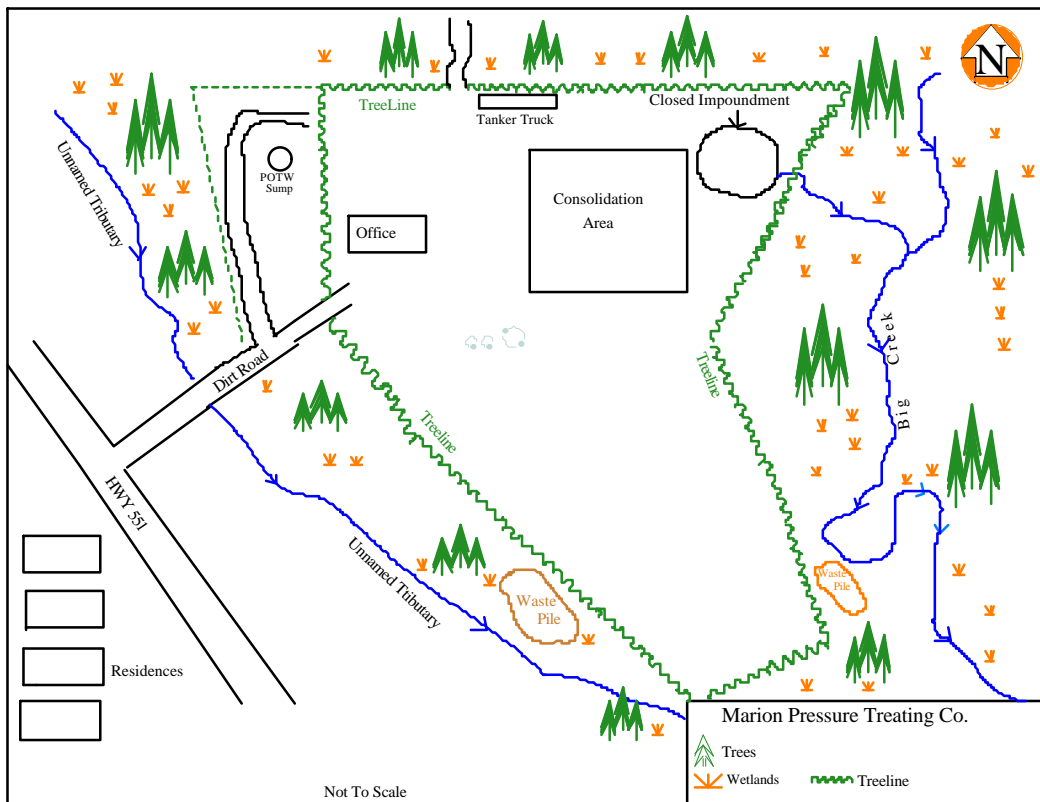 N
TreeLine
Tanker Truck
Closed Impoundment
Unnamed Tributary
POTW
Sump
Office
Consolidation
Area
Dirt Road
Big Creek
Treeline
Treeline
HWY 551
Unnamed Ttibutary
Waste
Pile
Waste
Pile
Residences
Not To Scale
Marion Pressure Treating Co.
Trees
Wetlands
Treeline